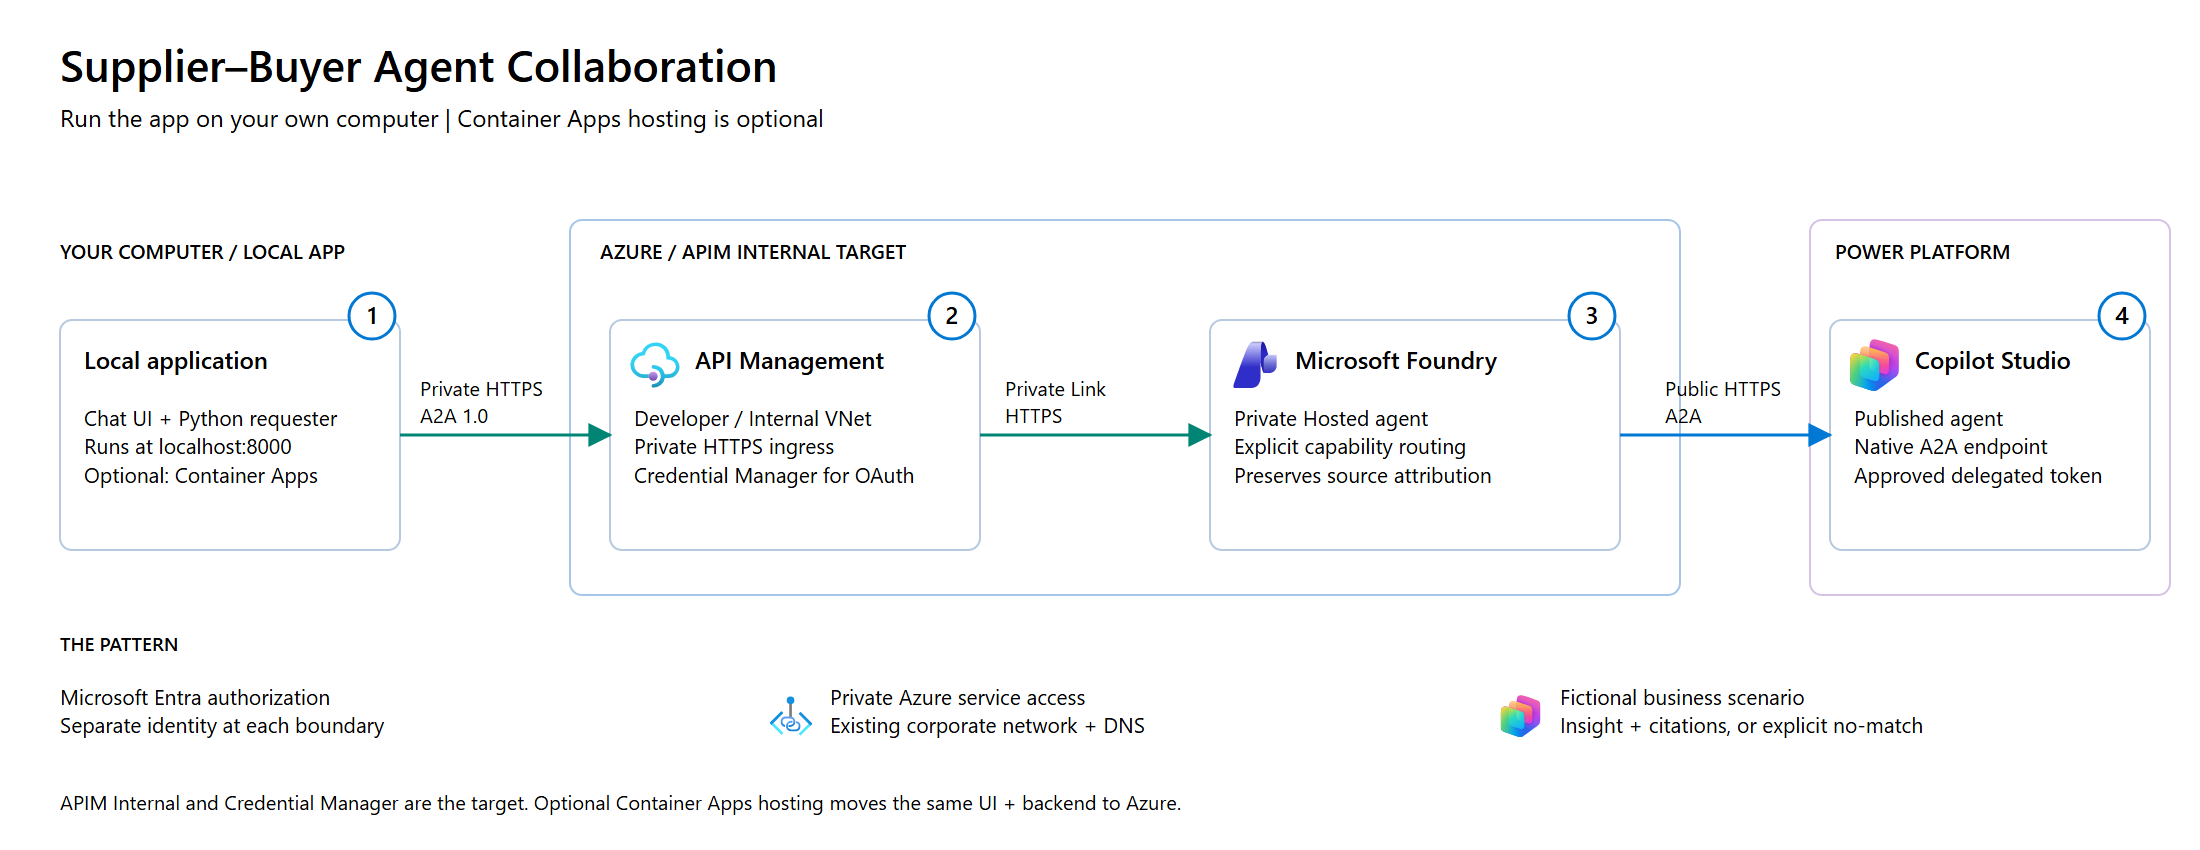 Supplier–Buyer Agent Collaboration
Run the app on your own computer | Container Apps hosting is optional
YOUR COMPUTER / LOCAL APP
1
Local application
Chat UI + Python requester
Runs at localhost:8000
Optional: Container Apps
Private HTTPS
A2A 1.0
AZURE / APIM INTERNAL TARGET
2
API Management
Developer / Internal VNet
Private HTTPS ingress
Credential Manager for OAuth
Private Link
HTTPS
3
Microsoft Foundry
Private Hosted agent
Explicit capability routing
Preserves source attribution
Public HTTPS
A2A
POWER PLATFORM
4
Copilot Studio
Published agent
Native A2A endpoint
Approved delegated token
THE PATTERN
Microsoft Entra authorization
Separate identity at each boundary
Private Azure service access
Existing corporate network + DNS
Fictional business scenario
Insight + citations, or explicit no-match
APIM Internal and Credential Manager are the target. Optional Container Apps hosting moves the same UI + backend to Azure.